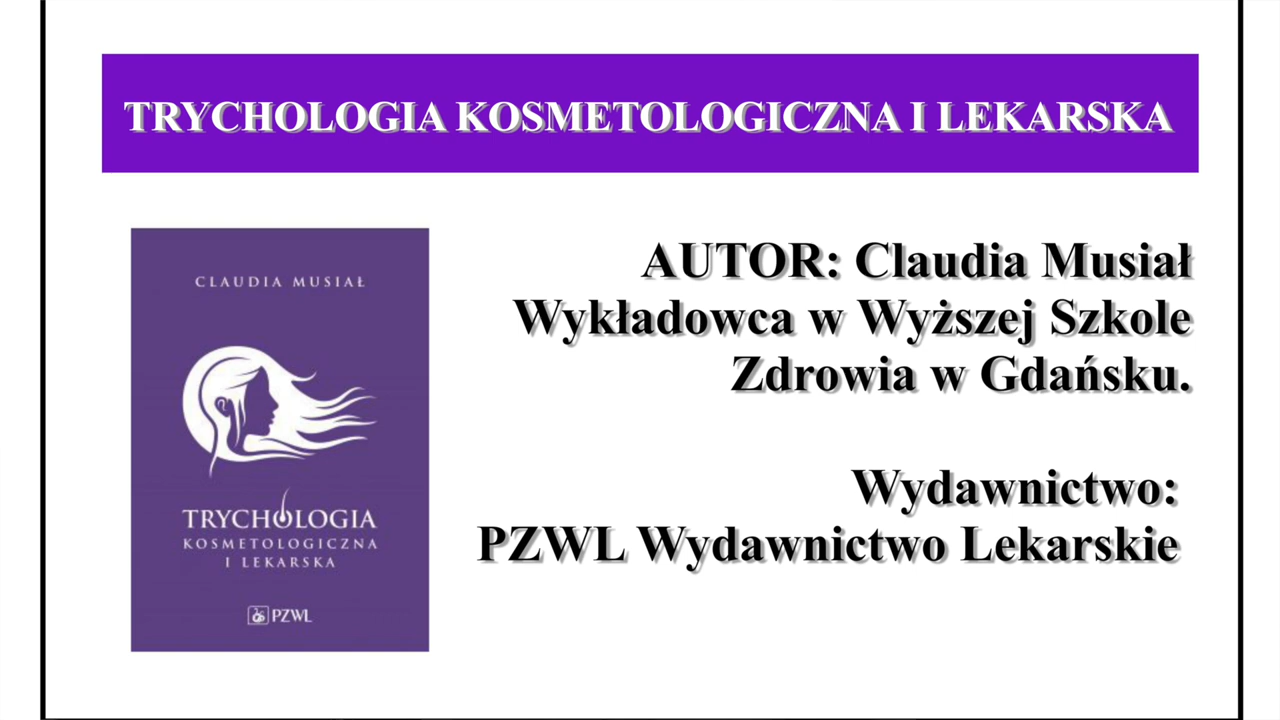 TRYCHOLOGIA KOSMETOLOGICZNA I LEKARSKA
CLAUDIA MUSIAŁ
TRYCHOLOGIA
KOSMETOLOGICZNA
I LEKARSKA
PZWL
AUTOR: Claudia Musiał
Wykładowca w Wyższej Szkole
Zdrowia w Gdańsku.
Wydawnictwo:
PZWL Wydawnictwo Lekarskie